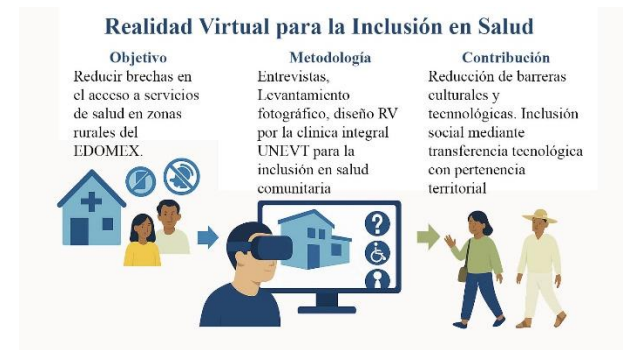 Realidad Virtual para la Inclusión en Salud
Objetivo
Reducir brechas en
el acceso a servicios
de salud en zonas
rurales del
EDOMEX.
Metodología
Entrevistas,
Levantamiento
fotográfico, diseño RV
por la clinica integral
UNEVT para la
inclusión en salud
comunitaria
Contribución
Reducción de barreras
culturales y
tecnnológicas. Inclusión
social mediante
transferencia tecnológica
con pertenencia
territorial
?